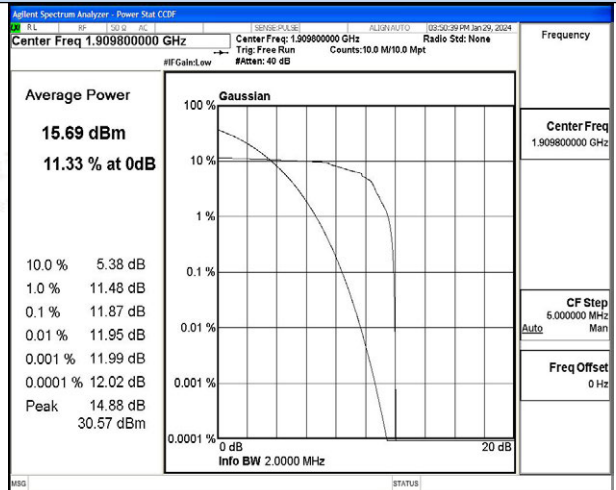 Agilent Spectrum Analyzer - Power Stat CCDF
RL RF 50 Ω AC SENSE:PULSE ALIGN AUTO 03:50:39 PM Jan 29, 2024
Center Freq 1.909800000 GHz
Center Freq: 1.909800000 GHz Radio Std: None
Trig: Free Run Counts:10.0 M/10.0 Mpt
#IFGain:Low #Atten: 40 dB
Frequency
Average Power
15.69 dBm
11.33 % at 0dB
10.0 % 5.38 dB
1.0 % 11.48 dB
0.1 % 11.87 dB
0.01 % 11.95 dB
0.001 % 11.99 dB
0.0001 % 12.02 dB
Peak 14.88 dB
30.57 dBm
Gaussian
100 %
10 %
1 %
0.1 %
0.01 %
0.001 %
0.0001 %
0 dB 20 dB
Info BW 2.0000 MHz
Center Freq
1.909800000 GHz
CF Step
5.000000 MHz
Auto Man
Freq Offset
0 Hz
MSG STATUS